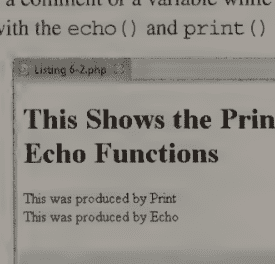 a comment or a variable while
with the echo() and print()
Listing 6-2.php
This Shows the Prin
Echo Functions
This was produced by Print
This was produced by Echo